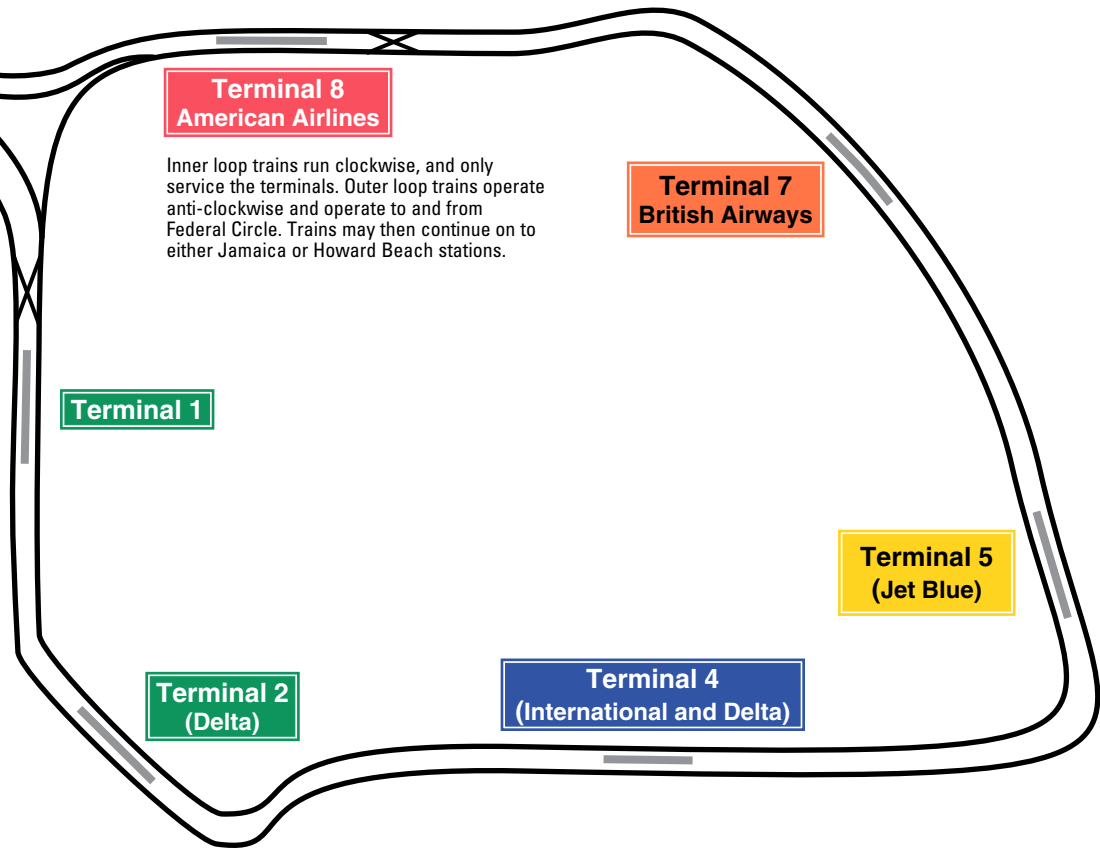 Terminal 8
American Airlines
Inner loop trains run clockwise, and only
service the terminals. Outer loop trains operate
anti-clockwise and operate to and from
Federal Circle. Trains may then continue on to
either Jamaica or Howard Beach stations.
Terminal 7
British Airways
Terminal 1
Terminal 5
(Jet Blue)
Terminal 2
(Delta)
Terminal 4
(International and Delta)